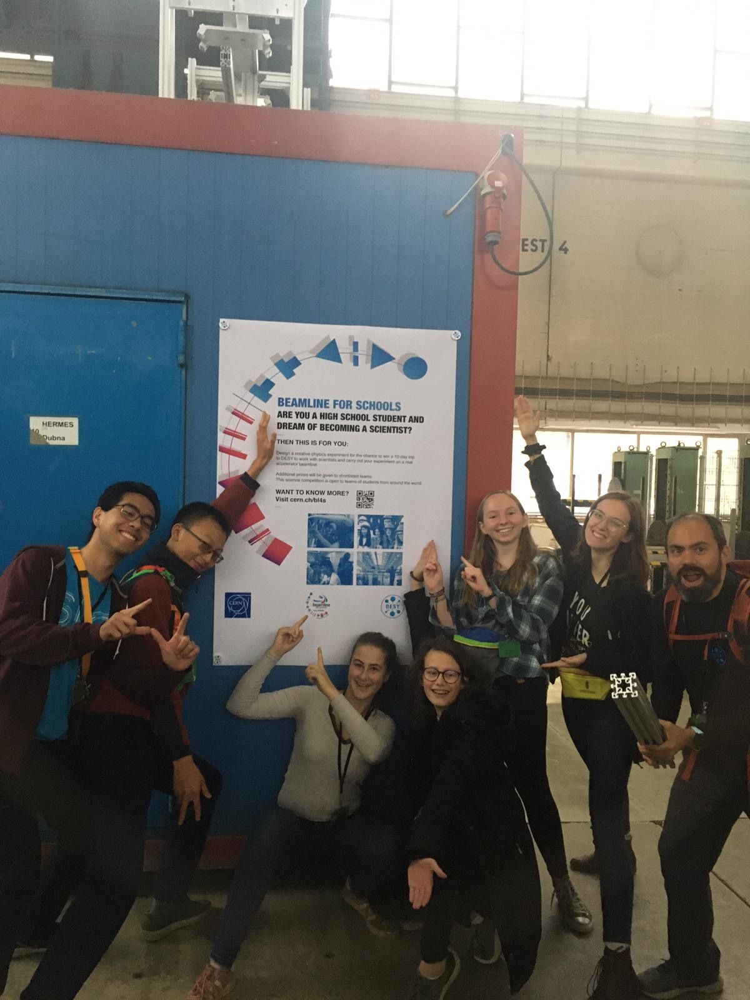 EST 4
BEAMLINE FOR SCHOOLS
ARE YOU A HIGH SCHOOL STUDENT AND
DREAM OF BECOMING A SCIENTIST?
THEN THIS IS FOR YOU:
Design a creative physics experiment for the chance to win a 10-day trip
to DESY to work with scientists and carry out your experiment on a real
accelerator beamline.
Additional prizes will be given to shortlisted teams.
This science competition is open to teams of students from around the world.
WANT TO KNOW MORE?
Visit cern.ch/bl4s
CERN
beamline
DESY
HERMES
10
Dubna
YOU